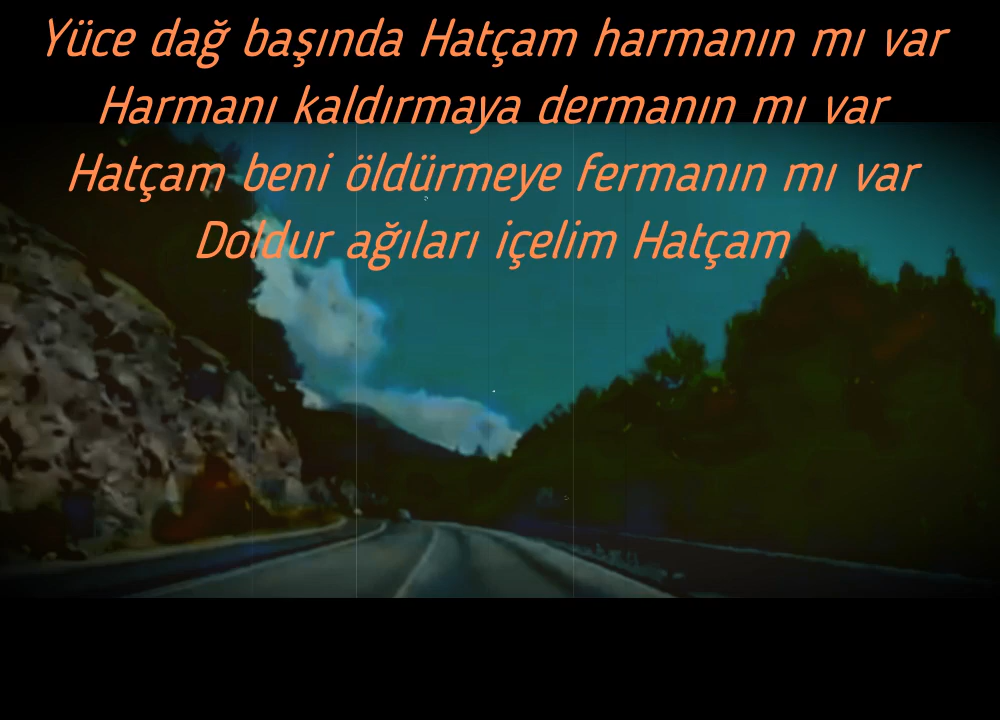 Yüce dağ başında Hatçam harmanın mı var
Harmanı kaldırmaya dermanın mı var
Hatçam beni öldürmeye fermanın mı var
Doldur ağıları içelim Hatçam